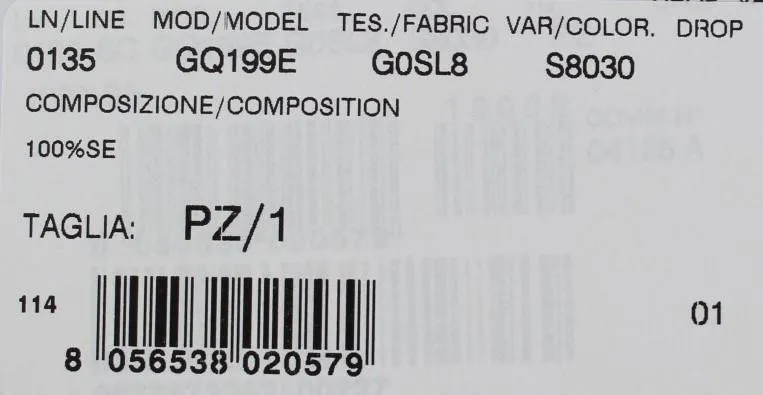 LN/LINE MOD/MODEL TES./FABRIC VAR/COLOR. DROP
0135 GQ199E G0SL8 S8030
COMPOSIZIONE/COMPOSITION
100%SE
TAGLIA: PZ/1
114
01
8 056538 020579